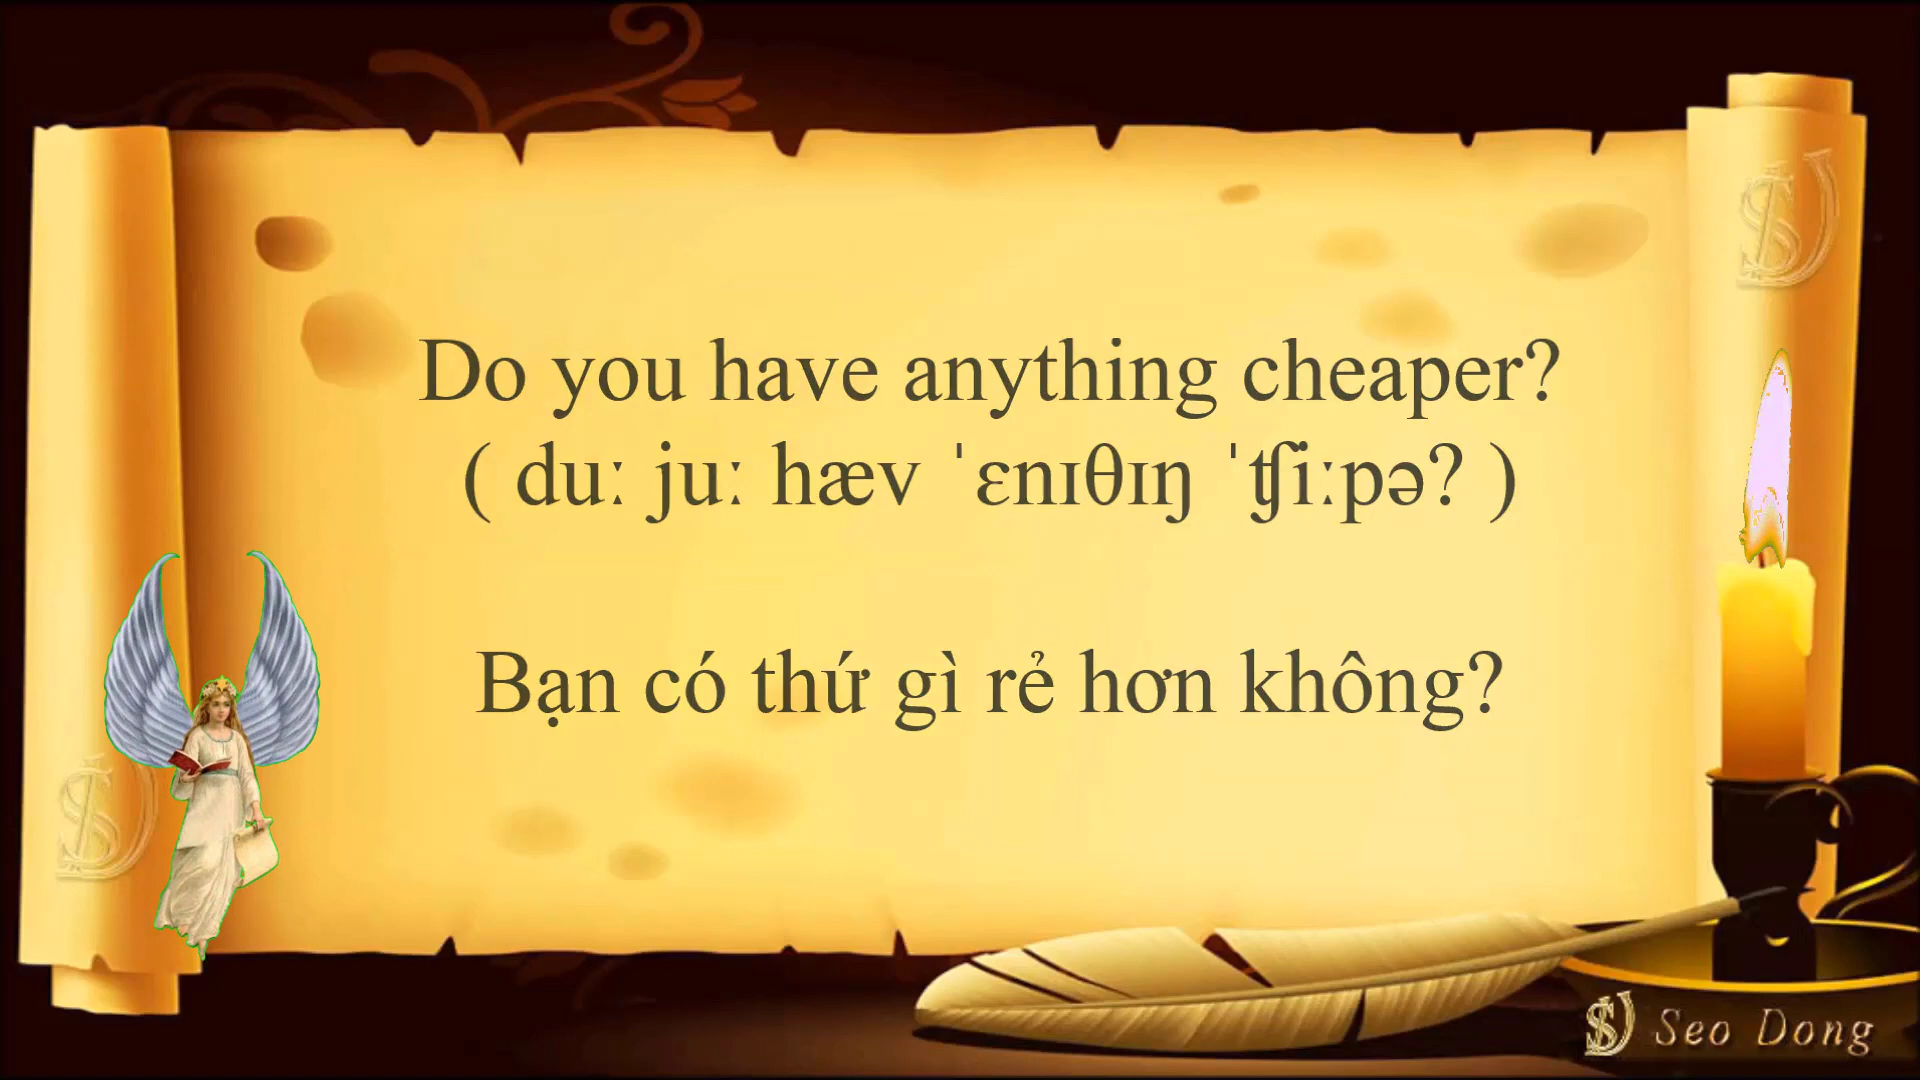 Do you have anything cheaper?
( duː juː hæv ˈɛnɪθɪŋ ˈʧiːpə? )
Bạn có thứ gì rẻ hơn không?
Seo Dong